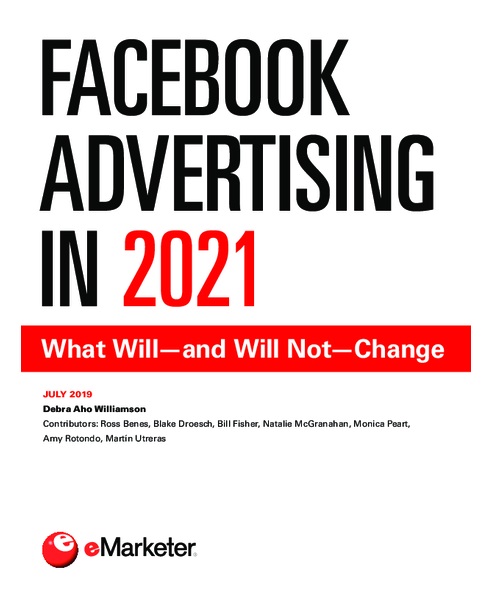 FACEBOOK
ADVERTISING
IN 2021
What Will—and Will Not—Change
JULY 2019
Debra Aho Williamson
Contributors: Ross Benes, Blake Droesch, Bill Fisher, Natalie McGranahan, Monica Peart,
Amy Rotondo, Martín Utreras
eMarketer®